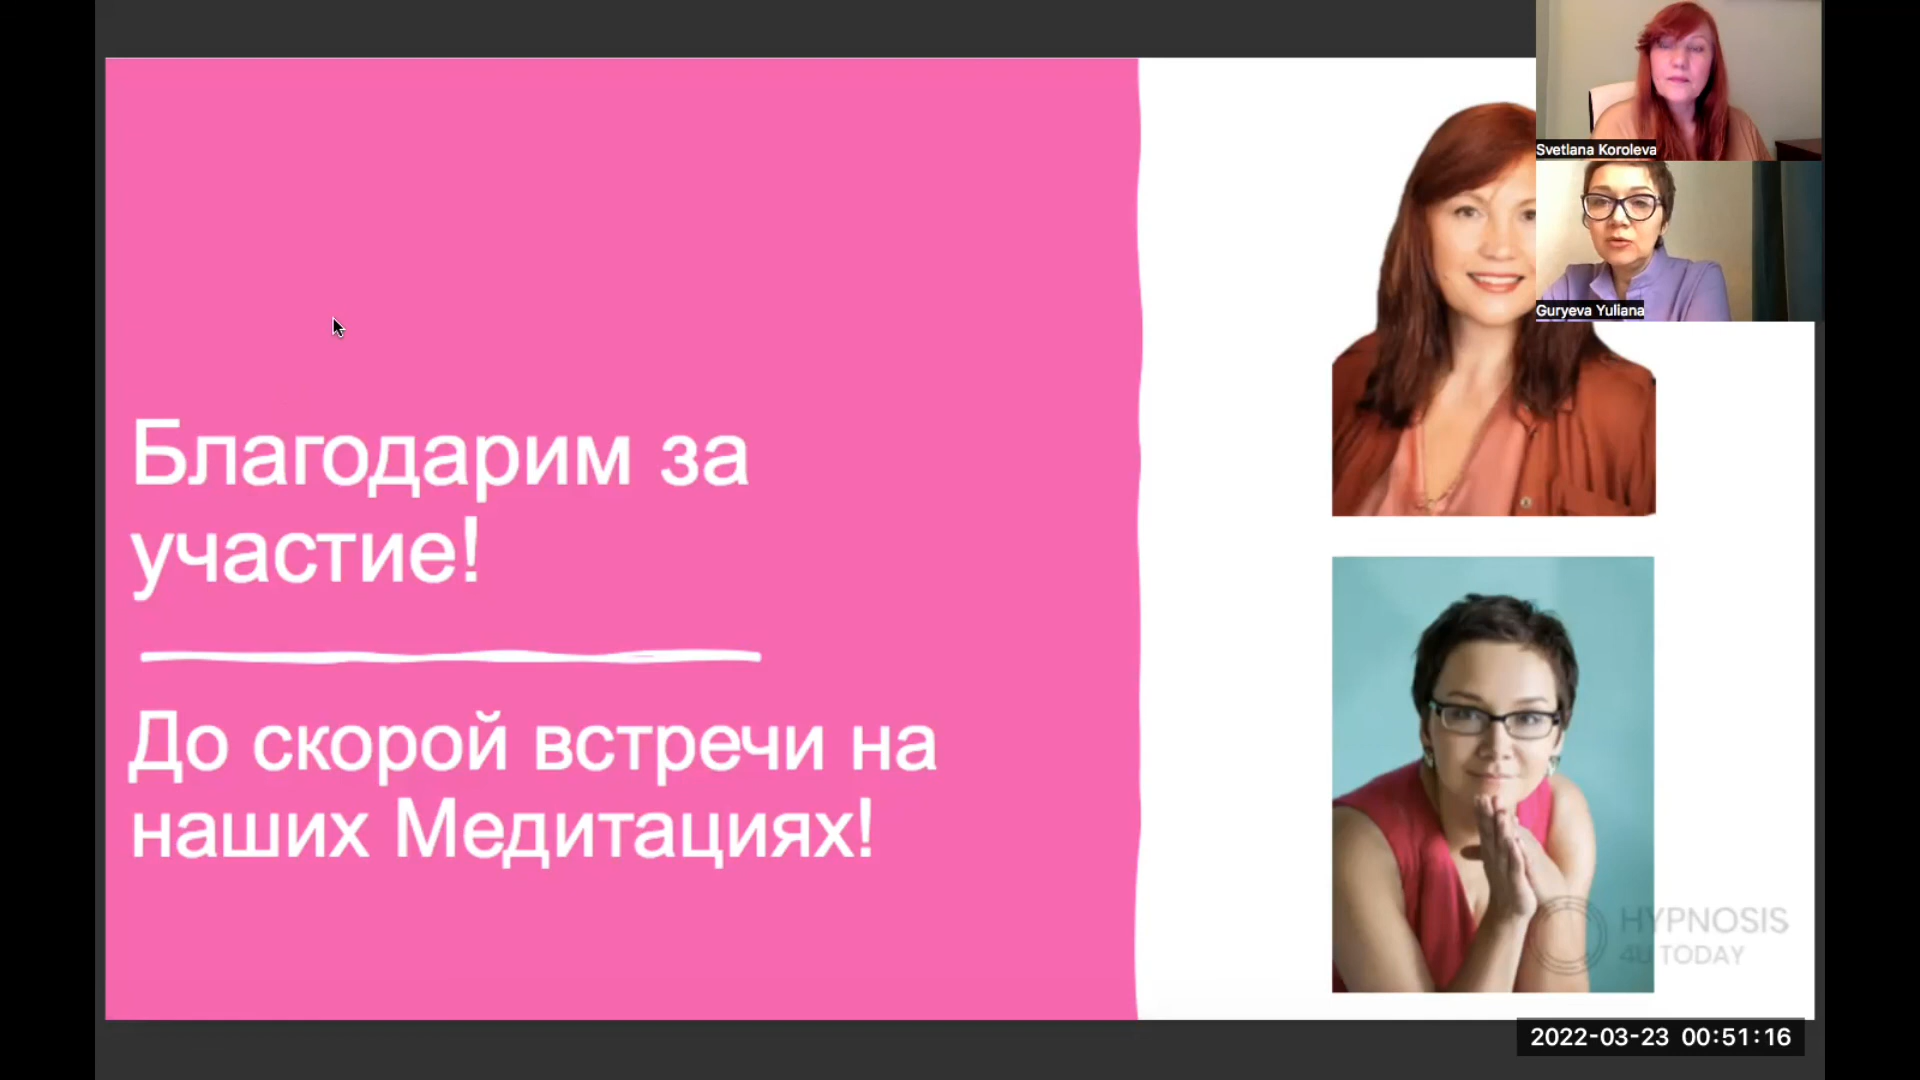 Благодарим за
участие!
До скорой встречи на
наших Медитациях!
Svetlana Koroleva
Guryeva Yuliana
HYPNOSIS
4U TODAY
2022-03-23 00:51:16